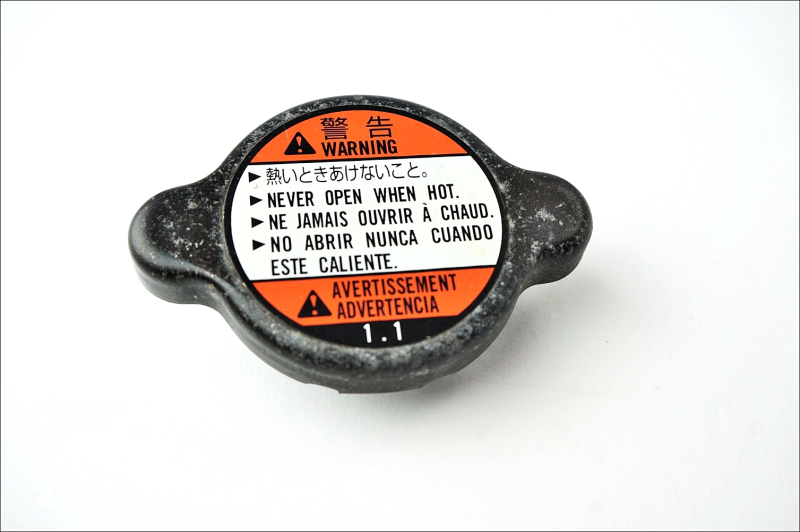 警告
WARNING
熱いときあけないこと。
NEVER OPEN WHEN HOT.
NE JAMAIS OUVRIR À CHAUD.
NO ABRIR NUNCA CUANDO
ESTE CALIENTE.
AVERTISSEMENT
ADVERTENCIA
1.1